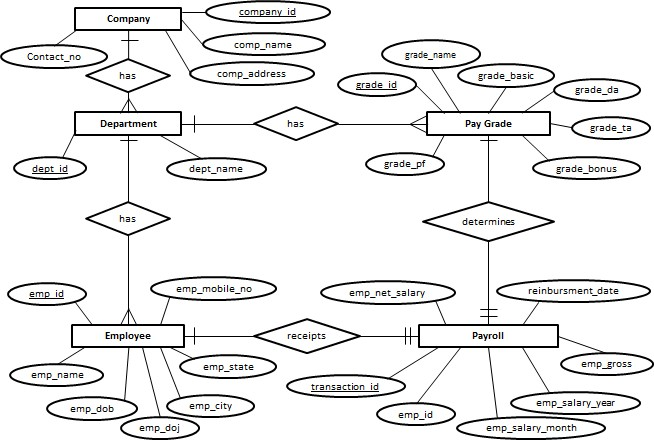 Company
company_id
comp_name
comp_address
Contact_no
has
Department
dept_id
dept_name
has
Pay Grade
grade_name
grade_id
grade_basic
grade_da
grade_ta
grade_bonus
grade_pf
has
determines
Employee
emp_id
emp_mobile_no
emp_name
emp_dob
emp_doj
emp_city
emp_state
receipts
Payroll
emp_net_salary
reinbursment_date
emp_gross
emp_salary_year
emp_salary_month
emp_id
transaction_id